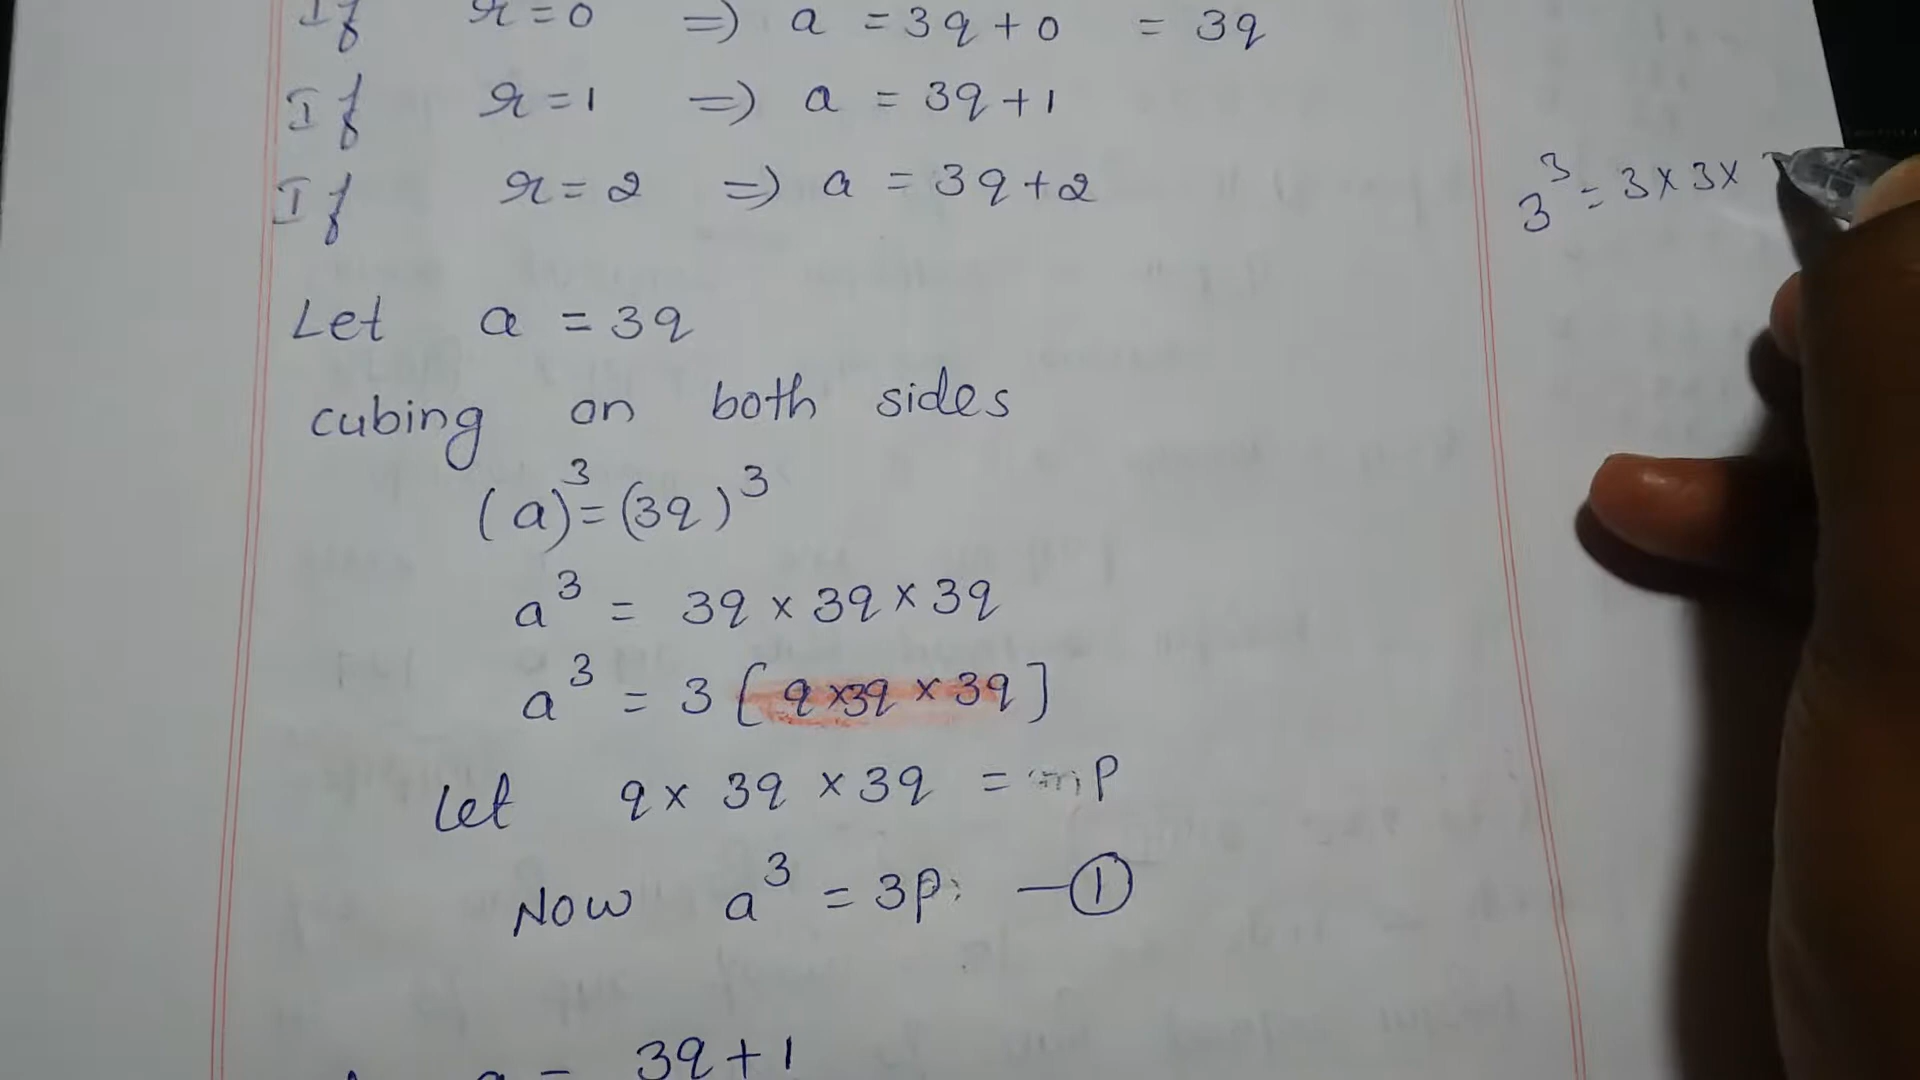 If r = 0 => a = 3q + 0 = 3q
If r = 1 => a = 3q + 1
If r = 2 => a = 3q + 2
3³ = 3 × 3 ×
Let a = 3q
cubing on both sides
(a)³ = (3q)³
a³ = 3q × 3q × 3q
a³ = 3 [ q × 3q × 3q ]
Let q × 3q × 3q = p
Now a³ = 3p. — ①
3q + 1